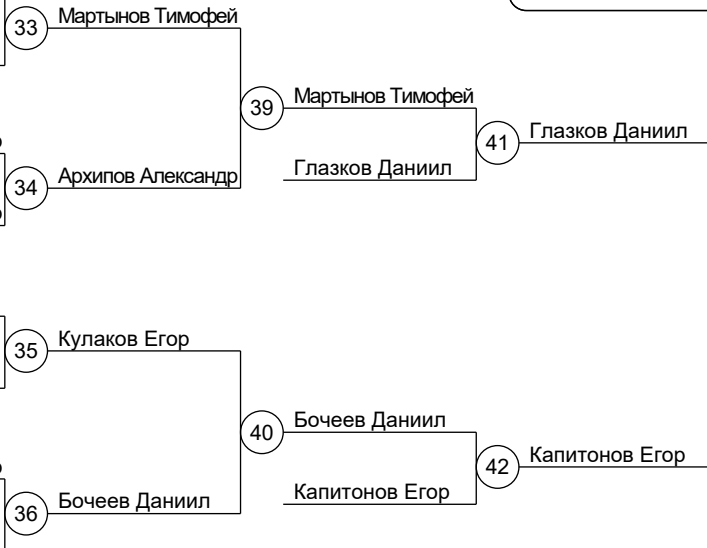 33 Мартынов Тимофей
39 Мартынов Тимофей
41 Глазков Даниил
Глазков Даниил
34 Архипов Александр
35 Кулаков Егор
40 Бочеев Даниил
42 Капитонов Егор
Капитонов Егор
36 Бочеев Даниил